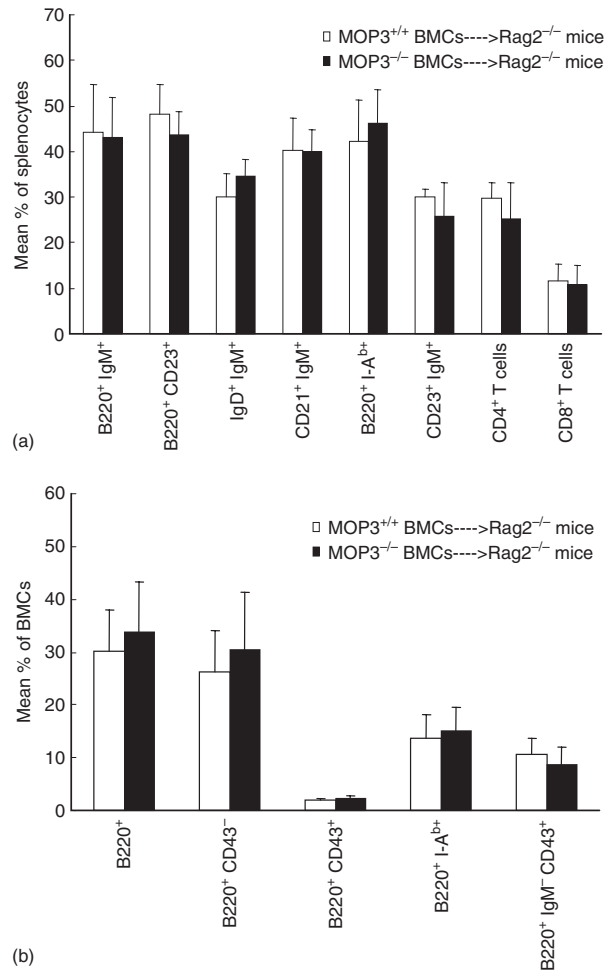 70
60
50
40
30
20
10
0
Mean % of splenocytes
MOP3⁺/⁺ BMCs---->Rag2⁻/⁻ mice
MOP3⁻/⁻ BMCs---->Rag2⁻/⁻ mice
B220⁺ IgM⁺
B220⁺ CD23⁺
IgD⁺ IgM⁺
CD21⁺ IgM⁺
B220⁺ I-Aᵇ⁺
CD23⁺ IgM⁺
CD4⁺ T cells
CD8⁺ T cells
(a)
60
50
40
30
20
10
0
Mean % of BMCs
MOP3⁺/⁺ BMCs---->Rag2⁻/⁻ mice
MOP3⁻/⁻ BMCs---->Rag2⁻/⁻ mice
B220⁺
B220⁺ CD43⁻
B220⁺ CD43⁺
B220⁺ I-Aᵇ⁺
B220⁺ IgM⁻ CD43⁺
(b)